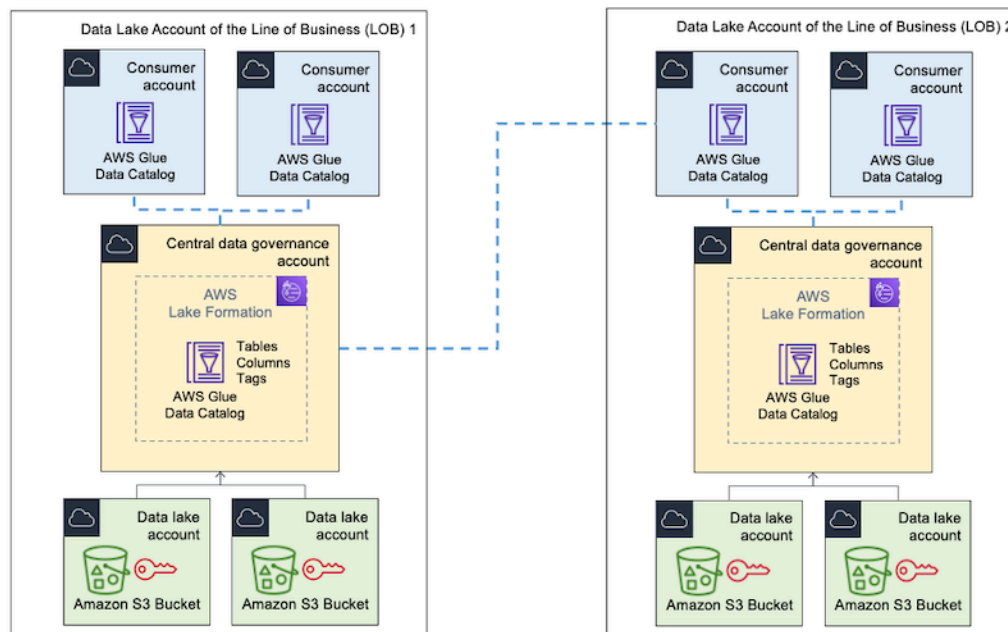 Data Lake Account of the Line of Business (LOB) 1
Consumer
account
AWS Glue
Data Catalog
Consumer
account
AWS Glue
Data Catalog
Central data governance
account
AWS
Lake Formation
Tables
Columns
Tags
AWS Glue
Data Catalog
Data lake
account
Amazon S3 Bucket
Data lake
account
Amazon S3 Bucket
Data Lake Account of the Line of Business (LOB) 2
Consumer
account
AWS Glue
Data Catalog
Consumer
account
AWS Glue
Data Catalog
Central data governance
account
AWS
Lake Formation
Tables
Columns
Tags
AWS Glue
Data Catalog
Data lake
account
Amazon S3 Bucket
Data lake
account
Amazon S3 Bucket